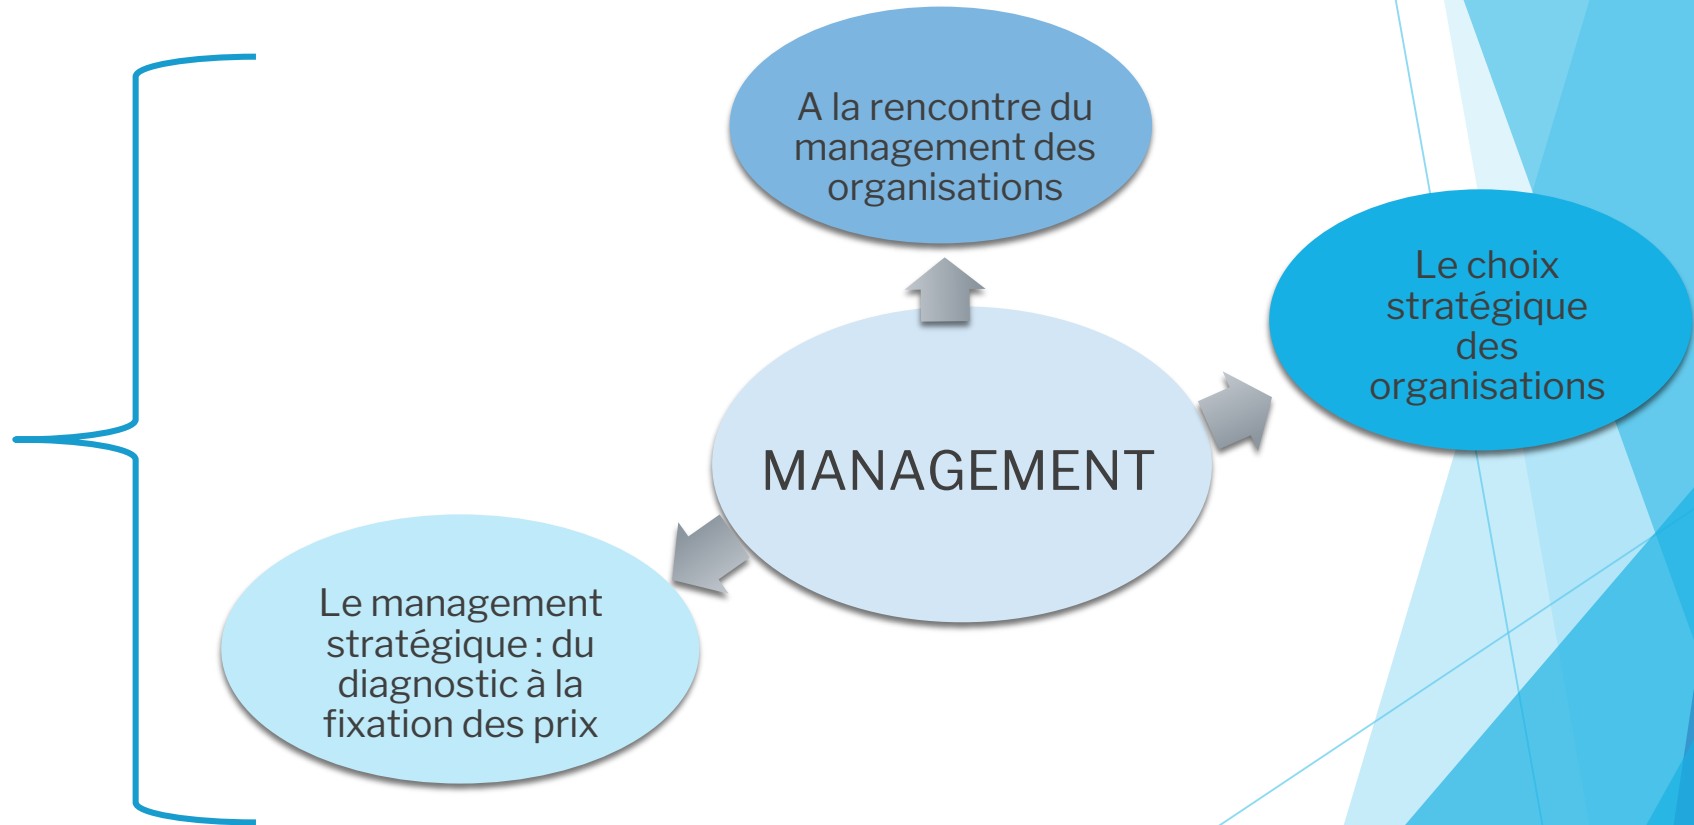 A la rencontre du
management des
organisations
Le choix
stratégique
des
organisations
MANAGEMENT
Le management
stratégique : du
diagnostic à la
fixation des prix